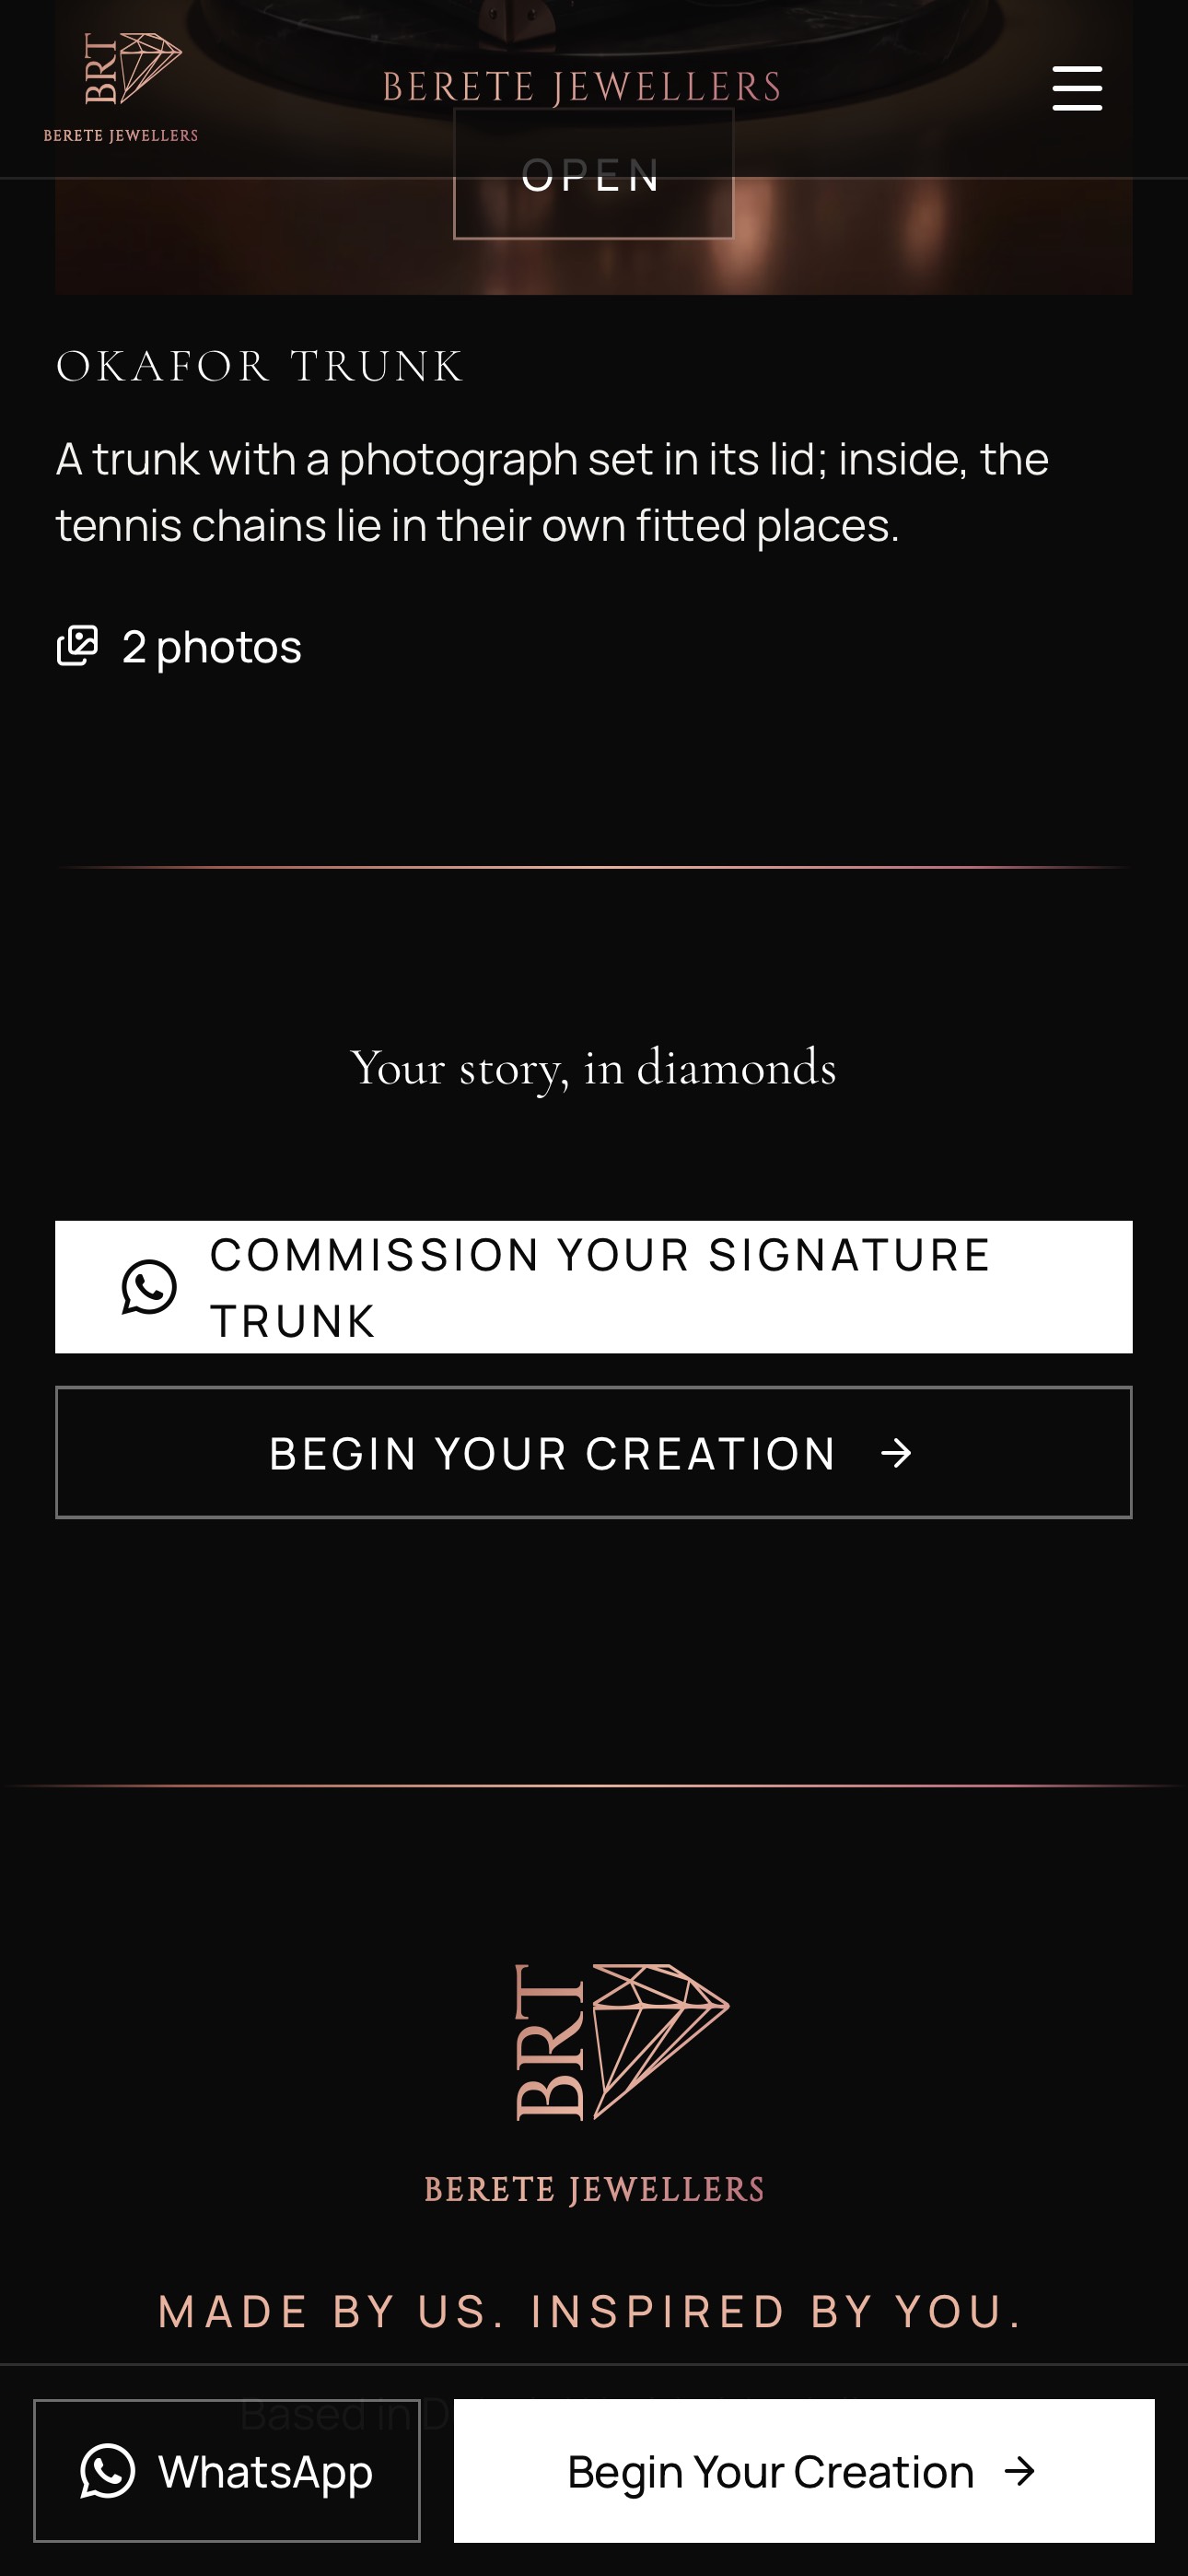 BRT
BERETE JEWELLERS
BERETE JEWELLERS
OPEN
OKAFOR TRUNK
A trunk with a photograph set in its lid; inside, the
tennis chains lie in their own fitted places.
2 photos
Your story, in diamonds
COMMISSION YOUR SIGNATURE
TRUNK
BEGIN YOUR CREATION
BRT
BERETE JEWELLERS
MADE BY US. INSPIRED BY YOU.
Based in
WhatsApp
Begin Your Creation